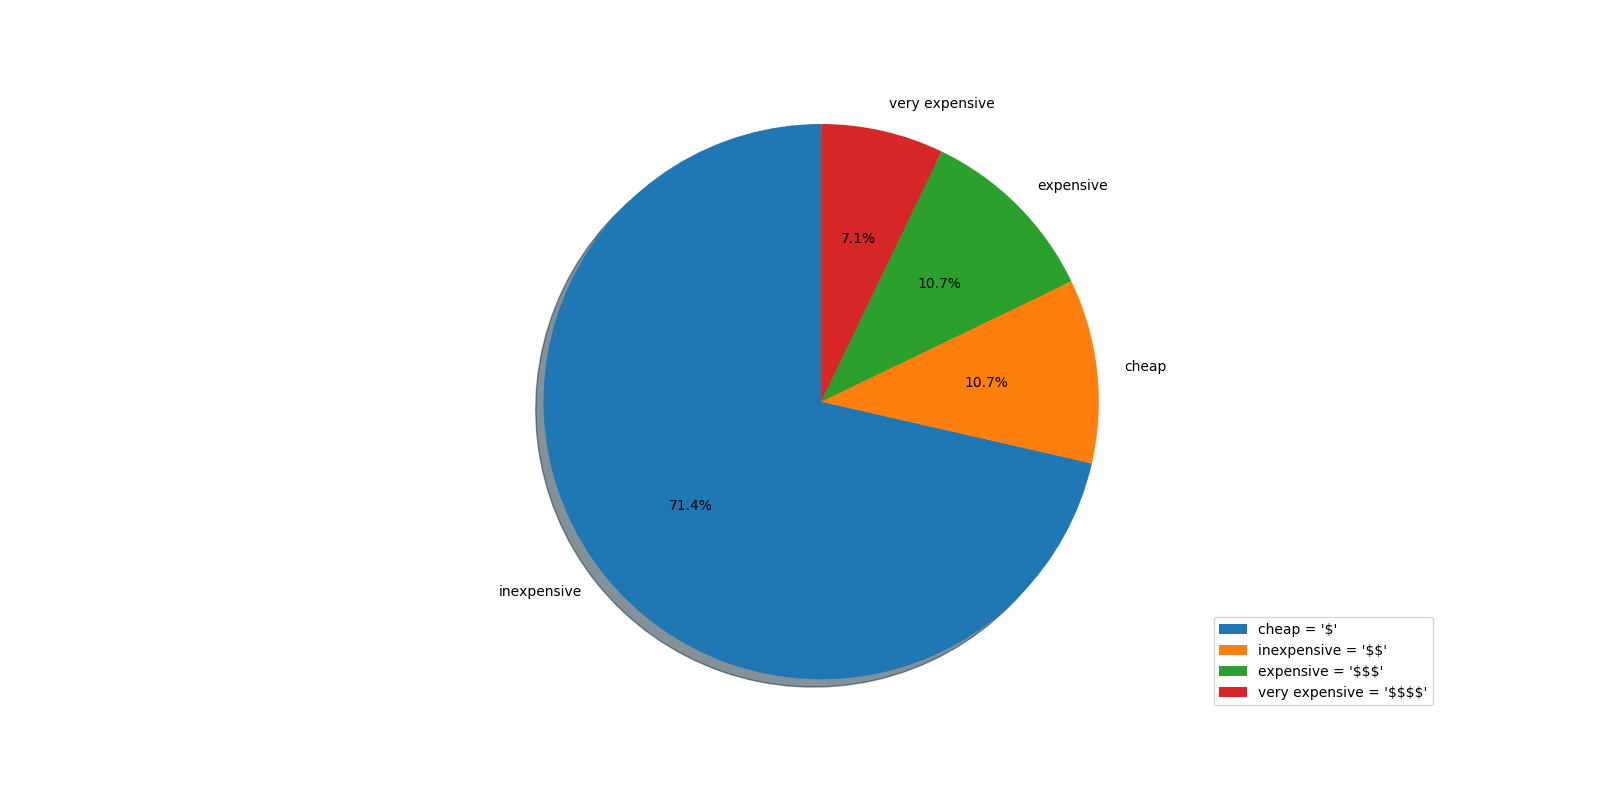 very expensive
expensive
7.1%
10.7%
cheap
10.7%
71.4%
inexpensive
cheap = '$'
inexpensive = '$$'
expensive = '$$$'
very expensive = '$$$$'